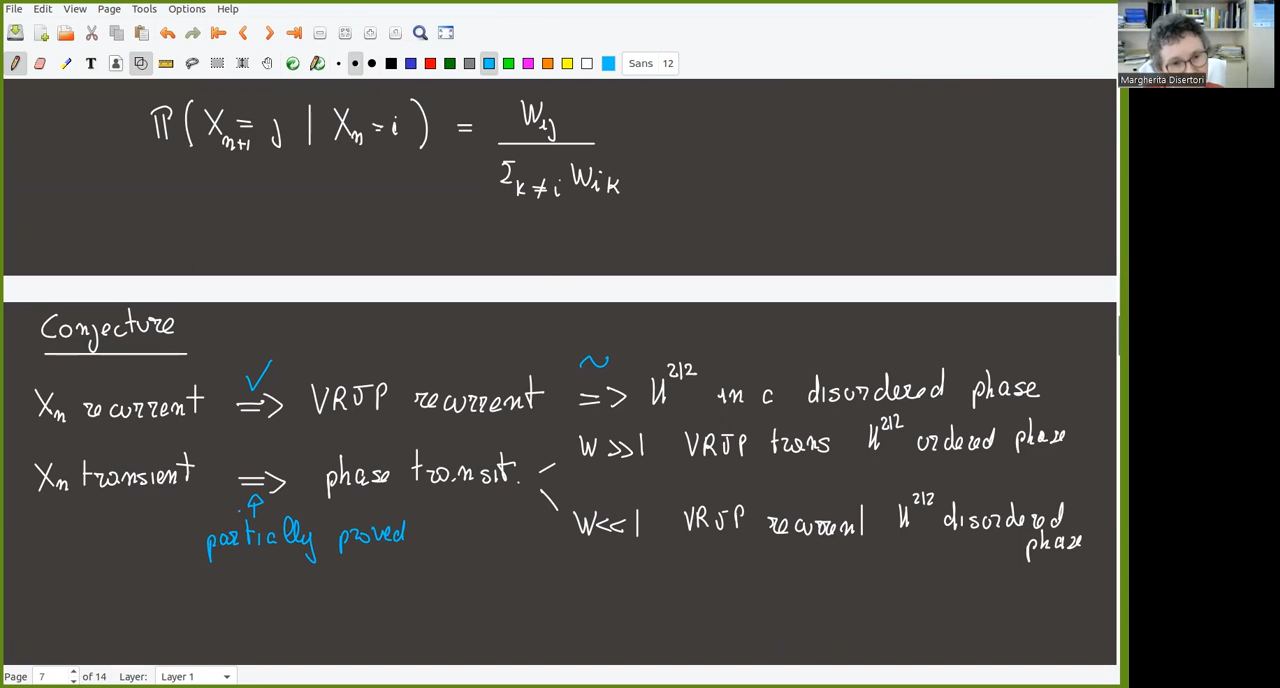 File Edit View Page Tools Options Help
Sans 12
Margherita Disertori
ℙ( X_{n+1} = j | X_n = i ) = W_{ij} / Σ_{k≠i} W_{ik}
Conjecture
X_n recurrent ✓⇒ VRJP recurrent ~⇒ H^{2|2} in a disordered phase
W >> 1 VRJP trans H^{2|2} ordered phase
X_n transient ⇒ phase transit.
W << 1 VRJP recurrent H^{2|2} disordered phase
↑
partially proved
Page 7 of 14 Layer: Layer 1